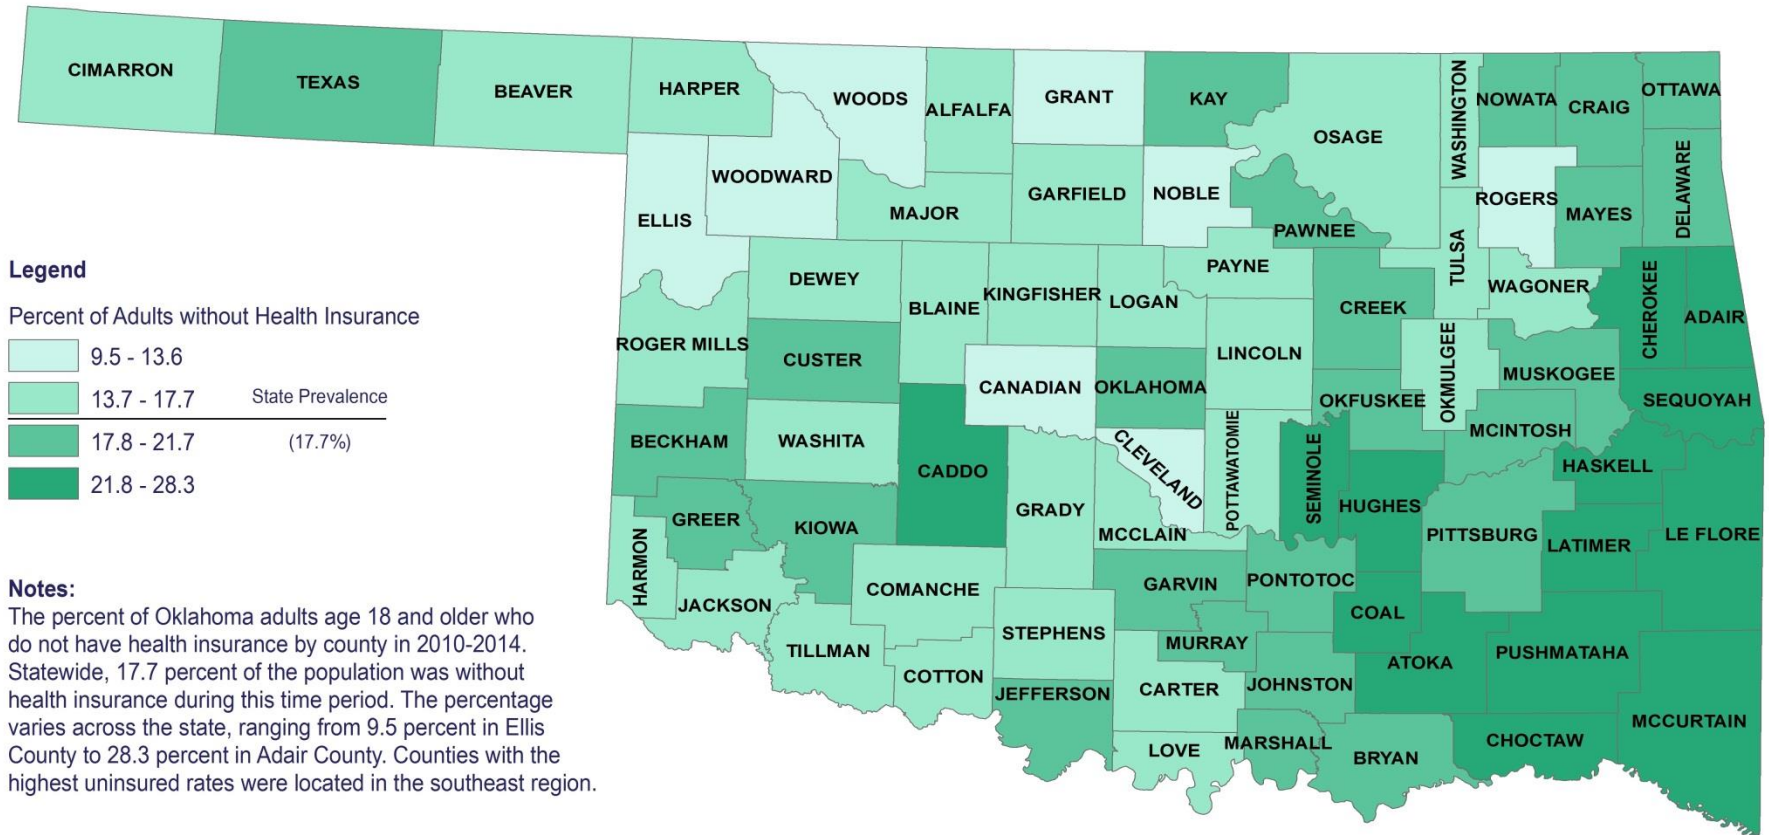 CIMARRON
TEXAS
BEAVER
HARPER
WOODS
ALFALFA
GRANT
KAY
OSAGE
WASHINGTON
NOWATA
CRAIG
OTTAWA
WOODWARD
ELLIS
MAJOR
GARFIELD
NOBLE
PAWNEE
ROGERS
MAYES
DELAWARE
TULSA
DEWEY
BLAINE
KINGFISHER
LOGAN
PAYNE
CREEK
WAGONER
CHEROKEE
ADAIR
ROGER MILLS
CUSTER
CANADIAN
OKLAHOMA
LINCOLN
OKFUSKEE
OKMULGEE
MUSKOGEE
SEQUOYAH
BECKHAM
WASHITA
CADDO
GRADY
CLEVELAND
POTTAWATOMIE
SEMINOLE
HUGHES
MCINTOSH
HASKELL
HARMON
GREER
KIOWA
MCCLAIN
PITTSBURG
LATIMER
LE FLORE
JACKSON
COMANCHE
GARVIN
PONTOTOC
COAL
TILLMAN
STEPHENS
MURRAY
ATOKA
PUSHMATAHA
COTTON
JEFFERSON
CARTER
JOHNSTON
MCCURTAIN
LOVE
MARSHALL
BRYAN
CHOCTAW
Legend
Percent of Adults without Health Insurance
9.5 - 13.6
13.7 - 17.7 State Prevalence
17.8 - 21.7 (17.7%)
21.8 - 28.3
Notes:
The percent of Oklahoma adults age 18 and older who
do not have health insurance by county in 2010-2014.
Statewide, 17.7 percent of the population was without
health insurance during this time period. The percentage
varies across the state, ranging from 9.5 percent in Ellis
County to 28.3 percent in Adair County. Counties with the
highest uninsured rates were located in the southeast region.